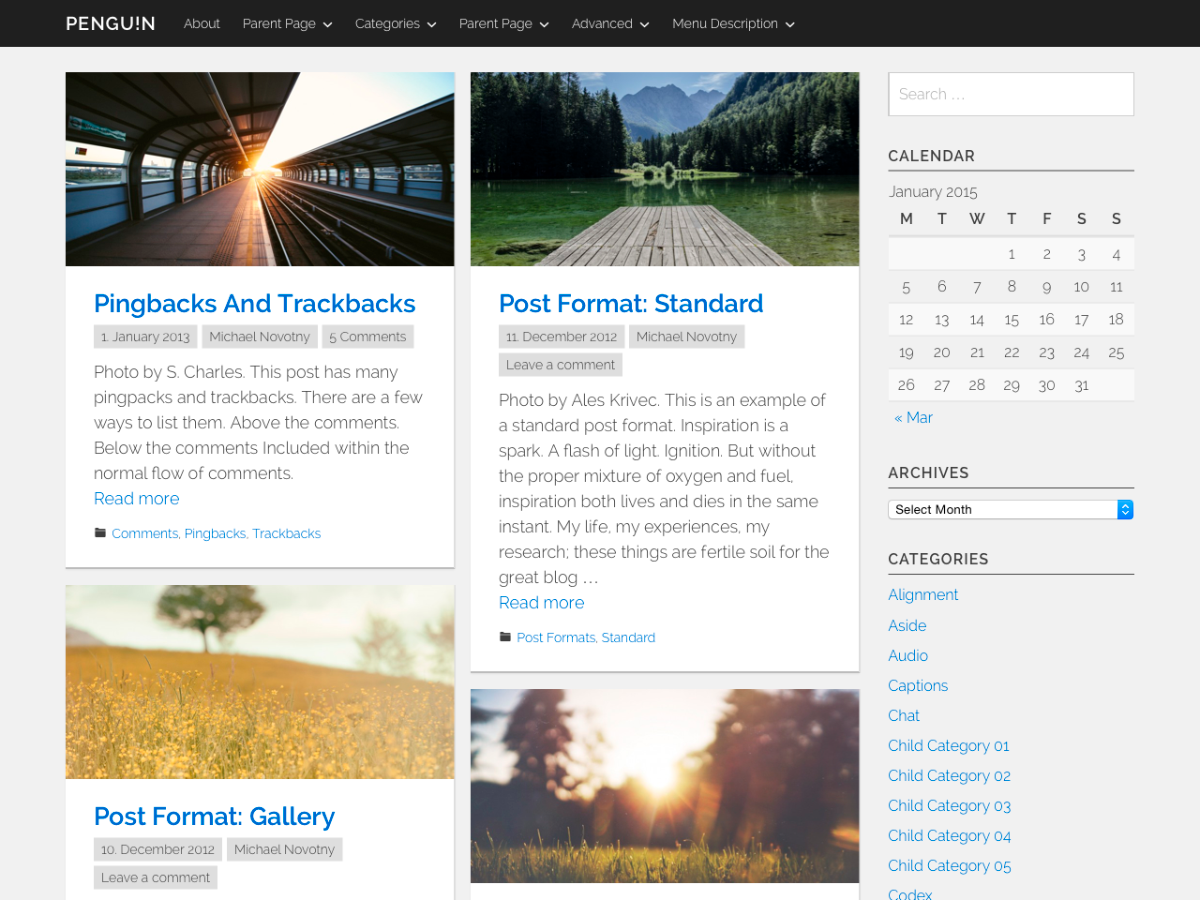 PENGU!N
About
Parent Page
Categories
Parent Page
Advanced
Menu Description
Pingbacks And Trackbacks
1. January 2013
Michael Novotny
5 Comments
Photo by S. Charles. This post has many
pingpacks and trackbacks. There are a few
ways to list them. Above the comments.
Below the comments Included within the
normal flow of comments.
Read more
Comments, Pingbacks, Trackbacks
Post Format: Gallery
10. December 2012
Michael Novotny
Leave a comment
Post Format: Standard
11. December 2012
Michael Novotny
Leave a comment
Photo by Ales Krivec. This is an example of
a standard post format. Inspiration is a
spark. A flash of light. Ignition. But without
the proper mixture of oxygen and fuel,
inspiration both lives and dies in the same
instant. My life, my experiences, my
research; these things are fertile soil for the
great blog …
Read more
Post Formats, Standard
Search …
CALENDAR
January 2015
M T W T F S S
1 2 3 4
5 6 7 8 9 10 11
12 13 14 15 16 17 18
19 20 21 22 23 24 25
26 27 28 29 30 31
« Mar
ARCHIVES
Select Month
CATEGORIES
Alignment
Aside
Audio
Captions
Chat
Child Category 01
Child Category 02
Child Category 03
Child Category 04
Child Category 05
Codex